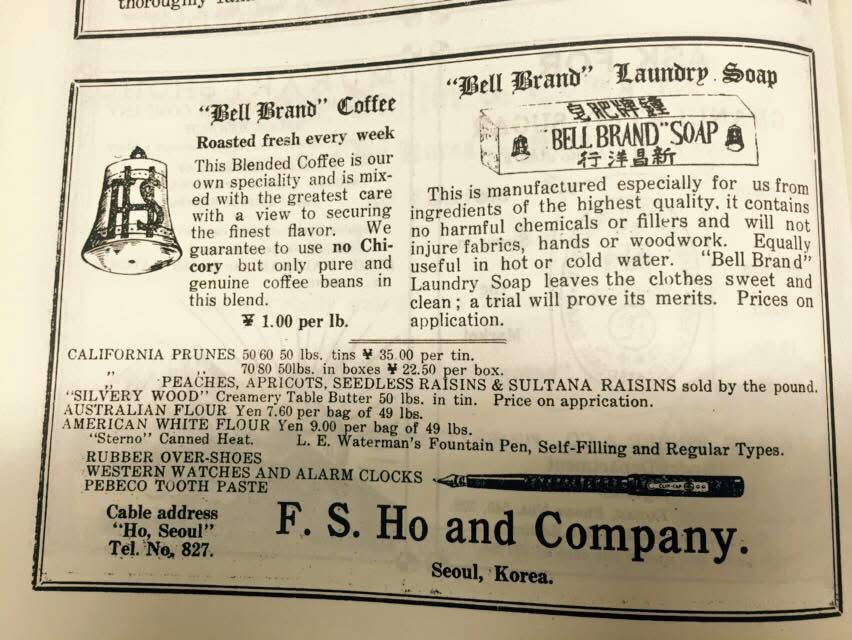 thoroughly
"Bell Brand" Coffee
Roasted fresh every week
This Blended Coffee is our
own speciality and is mix-
ed with the greatest care
with a view to securing
the finest flavor. We
guarantee to use no Chi-
cory but only pure and
genuine coffee beans in
this blend.
¥ 1.00 per lb.
"Bell Brand" Laundry Soap
鐘牌肥皂
"BELL BRAND" SOAP
新昌洋行
This is manufactured especially for us from
ingredients of the highest quality, it contains
no harmful chemicals or fillers and will not
injure fabrics, hands or woodwork. Equally
useful in hot or cold water. "Bell Brand"
Laundry Soap leaves the clothes sweet and
clean; a trial will prove its merits. Prices on
application.
CALIFORNIA PRUNES 50 60 50 lbs. tins ¥ 35.00 per tin.
„ „ 70 80 50lbs. in boxes ¥ 22.50 per box.
„ PEACHES, APRICOTS, SEEDLESS RAISINS & SULTANA RAISINS sold by the pound.
"SILVERY WOOD" Creamery Table Butter 50 lbs. in tin. Price on apprication.
AUSTRALIAN FLOUR Yen 7.60 per bag of 49 lbs.
AMERICAN WHITE FLOUR Yen 9.00 per bag of 49 lbs.
"Sterno" Canned Heat. L. E. Waterman's Fountain Pen, Self-Filling and Regular Types.
RUBBER OVER-SHOES
WESTERN WATCHES AND ALARM CLOCKS
PEBECO TOOTH PASTE
CLIP-CAP
Cable address
"Ho, Seoul"
Tel. No, 827.
F. S. Ho and Company.
Seoul, Korea.